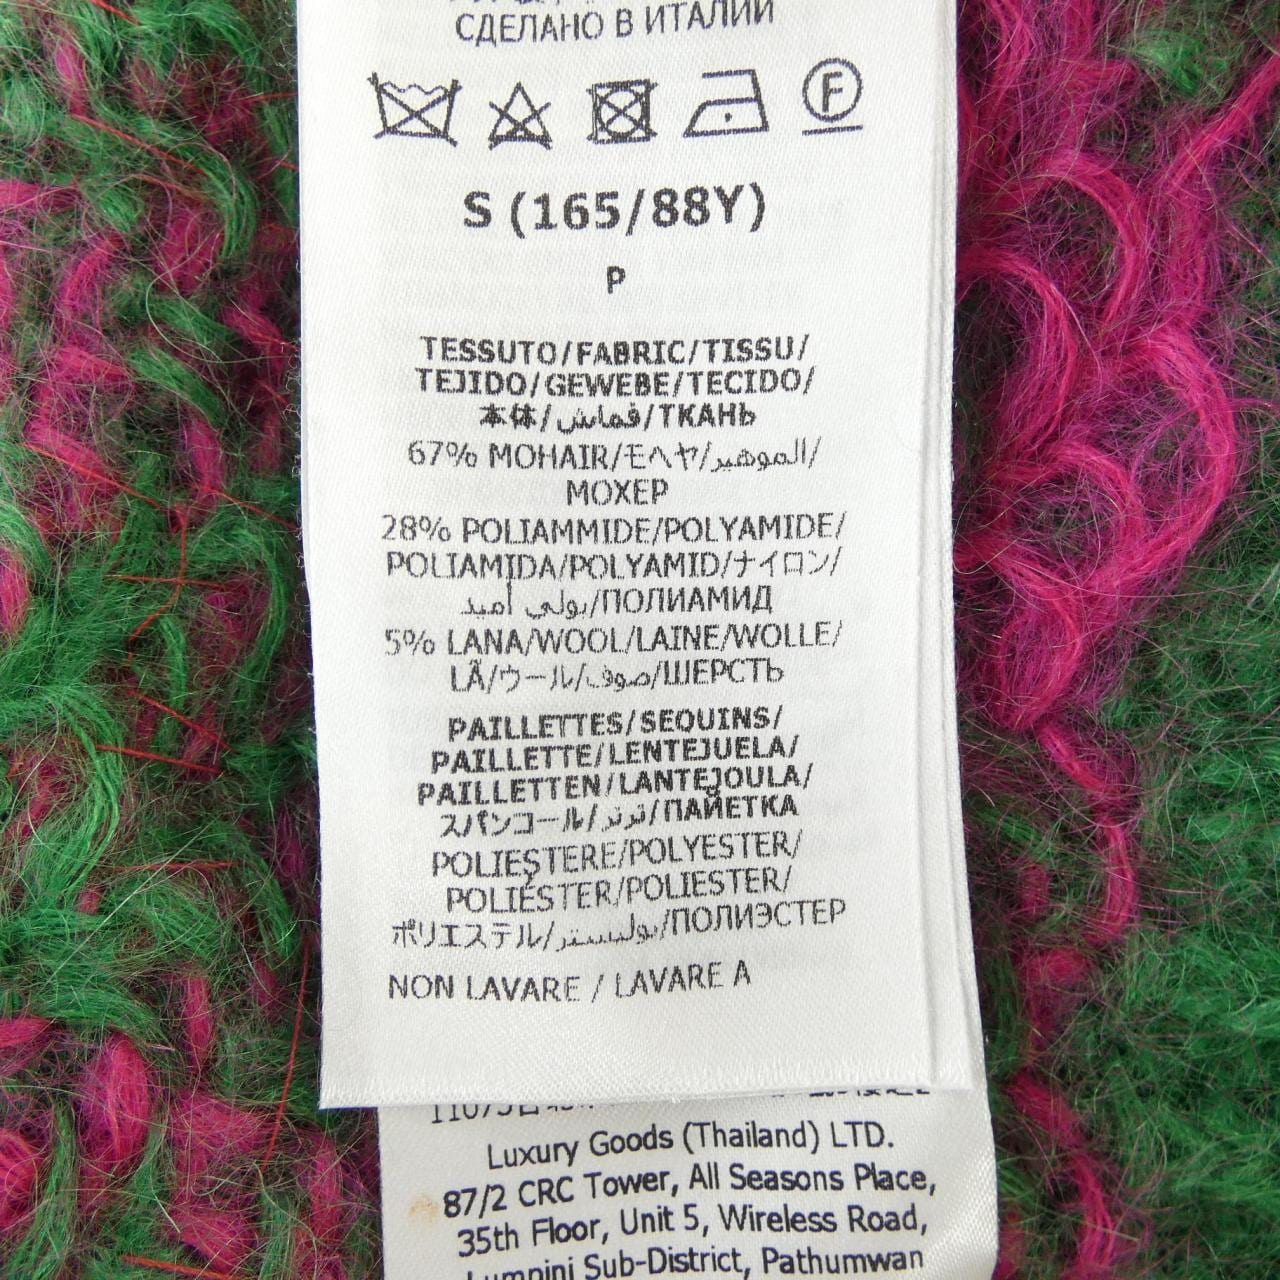 СДЕЛАНО В ИТАЛИИ
F
S (165/88Y)
P
TESSUTO/FABRIC/TISSU/
TEJIDO/GEWEBE/TECIDO/
本体/قماش/ТКАНЬ
67% MOHAIR/モヘヤ/الموهير/
МОХЕР
28% POLIAMMIDE/POLYAMIDE/
POLIAMIDA/POLYAMID/ナイロン/
بولي أميد/ПОЛИАМИД
5% LANA/WOOL/LAINE/WOLLE/
LÃ/ウール/صوف/ШЕРСТЬ
PAILLETTES/SEQUINS/
PAILLETTE/LENTEJUELA/
PAILLETTEN/LANTEJOULA/
スパンコール/ترتر/ПАЙЕТКА
POLIESTERE/POLYESTER/
POLIÉSTER/POLIESTER/
ポリエステル/بوليستر/ПОЛИЭСТЕР
NON LAVARE / LAVARE A
Luxury Goods (Thailand) LTD.
87/2 CRC Tower, All Seasons Place,
35th Floor, Unit 5, Wireless Road,
Lumpini Sub-District, Pathumwan